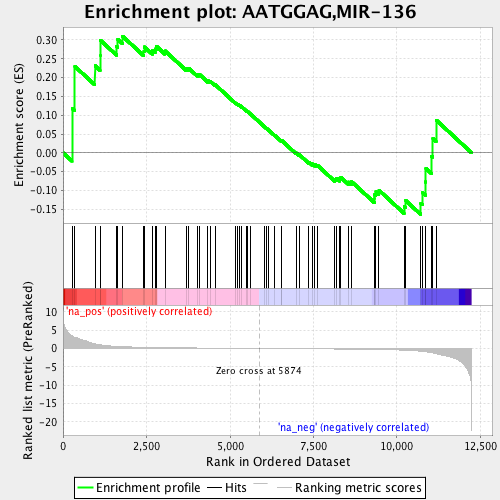 Enrichment plot: AATGGAG,MIR-136
Enrichment score (ES)
0.30
0.25
0.20
0.15
0.10
0.05
0.00
-0.05
-0.10
-0.15
'na_pos' (positively correlated)
Ranked list metric (PreRanked)
10
5
0
-5
-10
-15
-20
Zero cross at 5874
'na_neg' (negatively correlated)
0
2,500
5,000
7,500
10,000
12,500
Rank in Ordered Dataset
Enrichment profile
Hits
Ranking metric scores